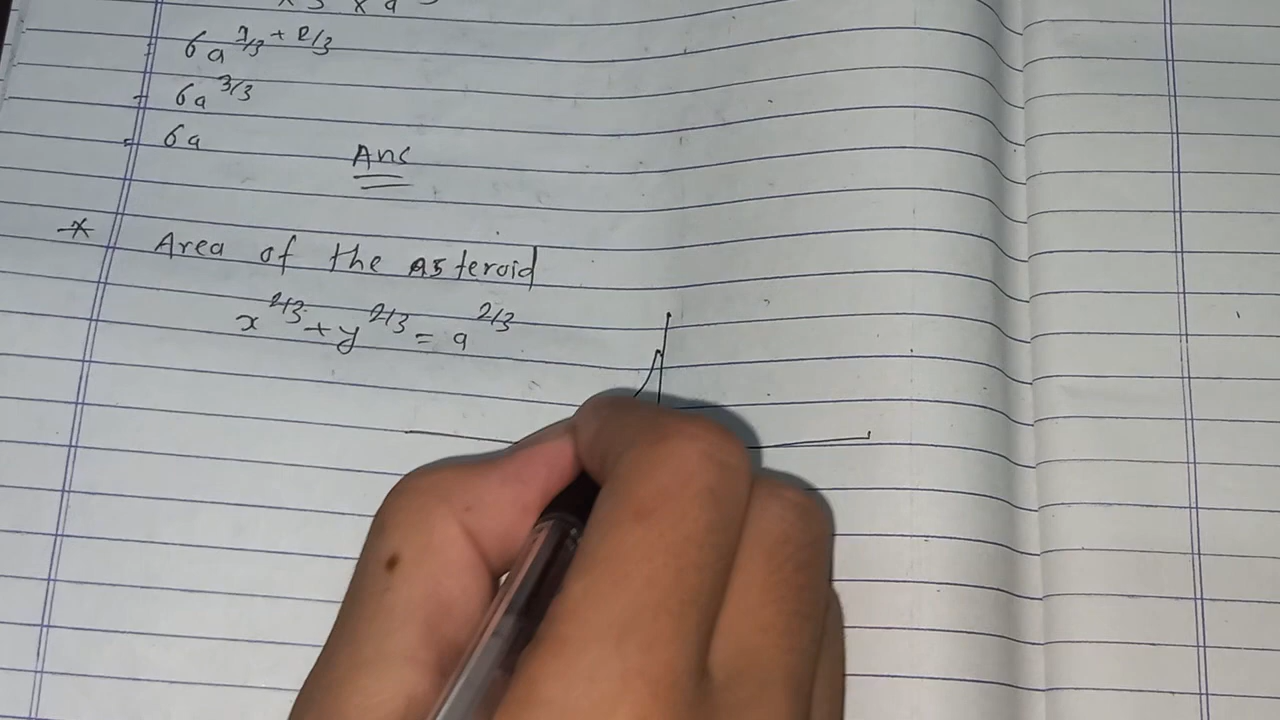 6a^1/3 + 2/3
- 6a^3/3
= 6a
Ans
* Area of the asteroid
x^2/3 + y^2/3 = a^2/3